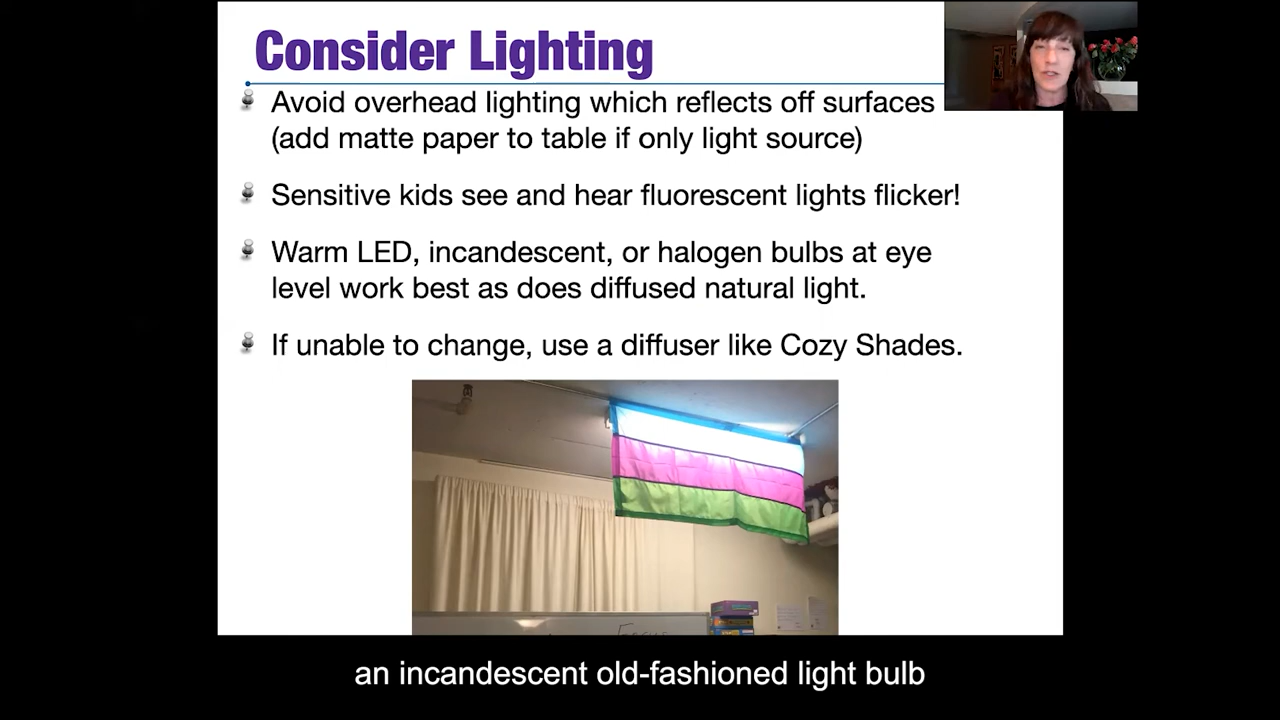 Consider Lighting
Avoid overhead lighting which reflects off surfaces
(add matte paper to table if only light source)
Sensitive kids see and hear fluorescent lights flicker!
Warm LED, incandescent, or halogen bulbs at eye
level work best as does diffused natural light.
If unable to change, use a diffuser like Cozy Shades.
an incandescent old-fashioned light bulb